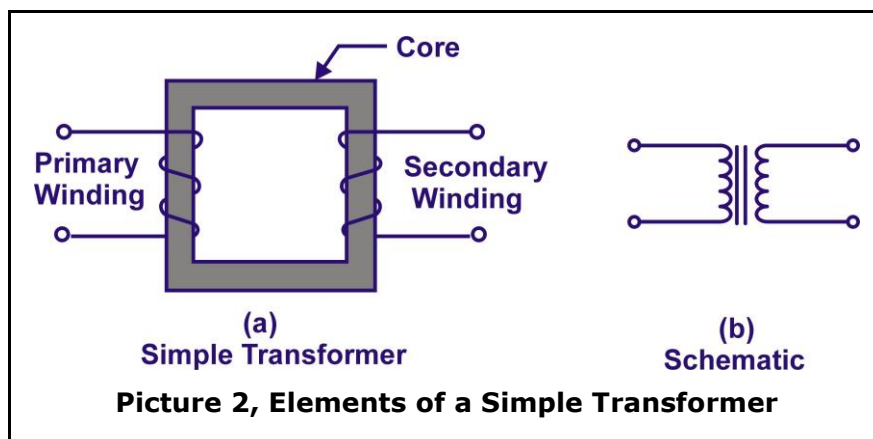 Core
Primary
Winding
Secondary
Winding
(a)
Simple Transformer
(b)
Schematic
Picture 2, Elements of a Simple Transformer